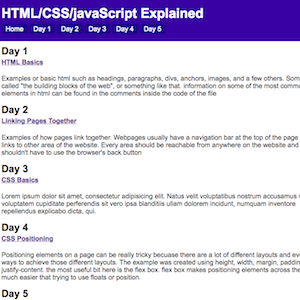 HTML/CSS/javaScript Explained
Home Day 1 Day 2 Day 3 Day 4 Day 5
Day 1
HTML Basics
Examples or basic html such as headings, paragraphs, divs, anchors, images, and a few others. Som
called "the building blocks of the web", or something like that. information on some of the most commo
elements in html can be found in the comments inside the code of the file
Day 2
Linking Pages Together
Examples of how pages link together. Webpages usually have a navigation bar at the top of the page
links to other area of the website. Every area should be reachable from anywhere on the website and
shouldn't have to use the browser's back button
Day 3
CSS Basics
Lorem ipsum dolor sit amet, consectetur adipisicing elit. Natus velit voluptatibus nostrum accusamus v
voluptatem cupiditate perferendis sit vero ipsa blanditiis ullam dolorem incidunt, numquam inventore
repellendus explicabo dicta, qui.
Day 4
CSS Positioning
Positioning elements on a page can be really tricky becuase there are a lot of different layouts and eve
ways to achieve those different layouts. The example was created using height, width, margin, paddin
justify-content. the most useful bit here is the flex box. flex box makes positioning elements across the
much easier that trying to use floats or position.
Day 5